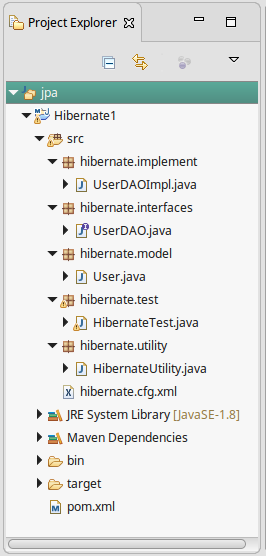 Project Explorer
jpa
Hibernate1
src
hibernate.implement
UserDAOImpl.java
hibernate.interfaces
UserDAO.java
hibernate.model
User.java
hibernate.test
HibernateTest.java
hibernate.utility
HibernateUtility.java
hibernate.cfg.xml
JRE System Library [JavaSE-1.8]
Maven Dependencies
bin
target
pom.xml